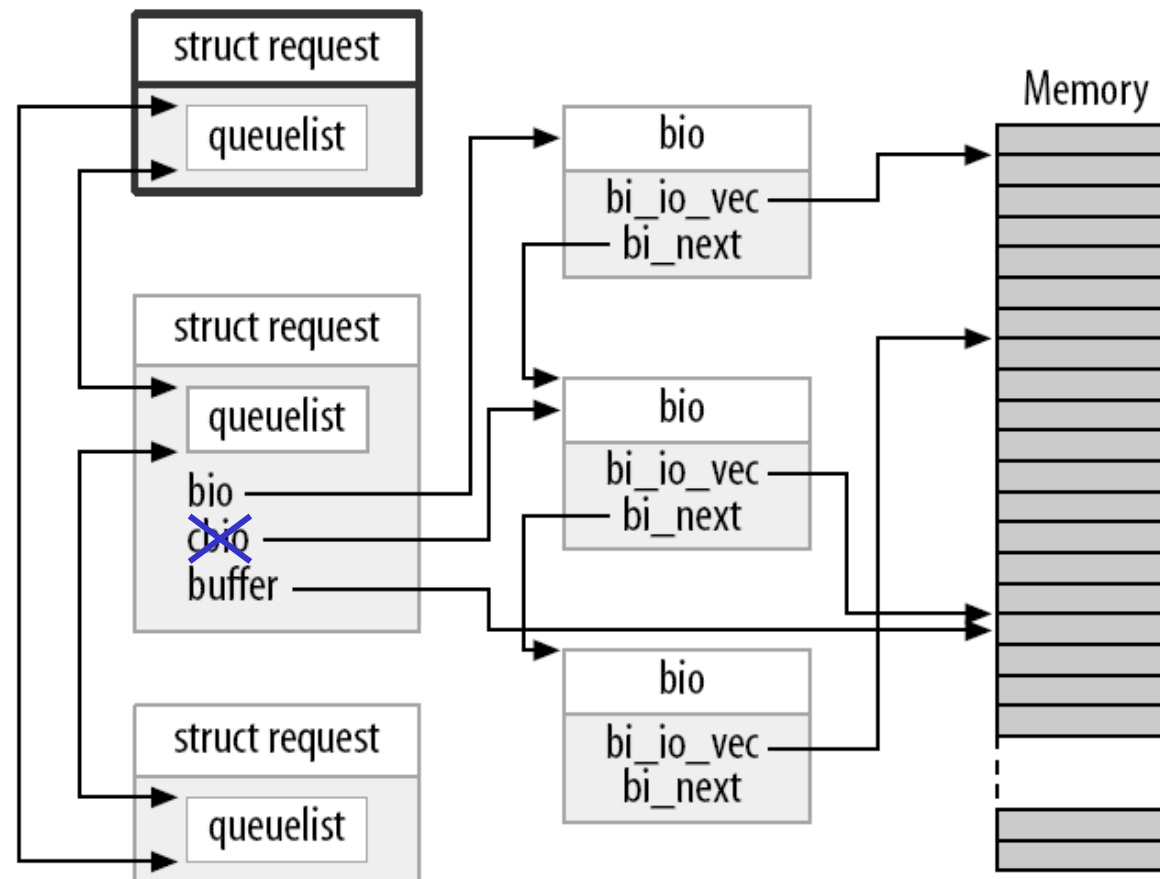 struct request
queuelist
struct request
queuelist
bio
cbio
buffer
struct request
queuelist
bio
bi_io_vec
bi_next
bio
bi_io_vec
bi_next
bio
bi_io_vec
bi_next
Memory